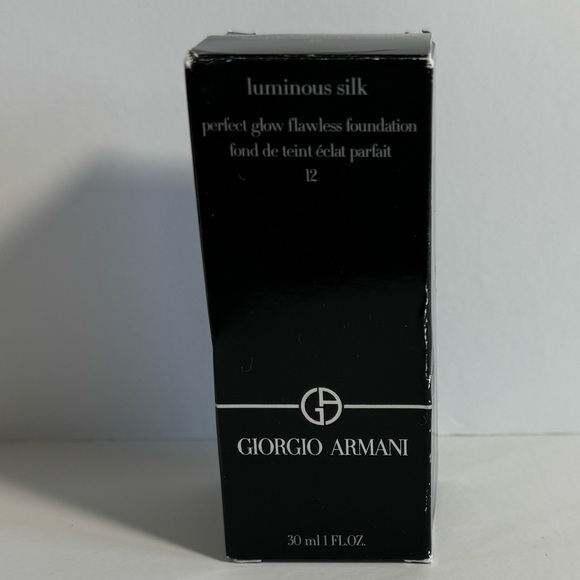 luminous silk
perfect glow flawless foundation
fond de teint éclat parfait
12
GA
GIORGIO ARMANI
30 ml 1 FL.OZ.